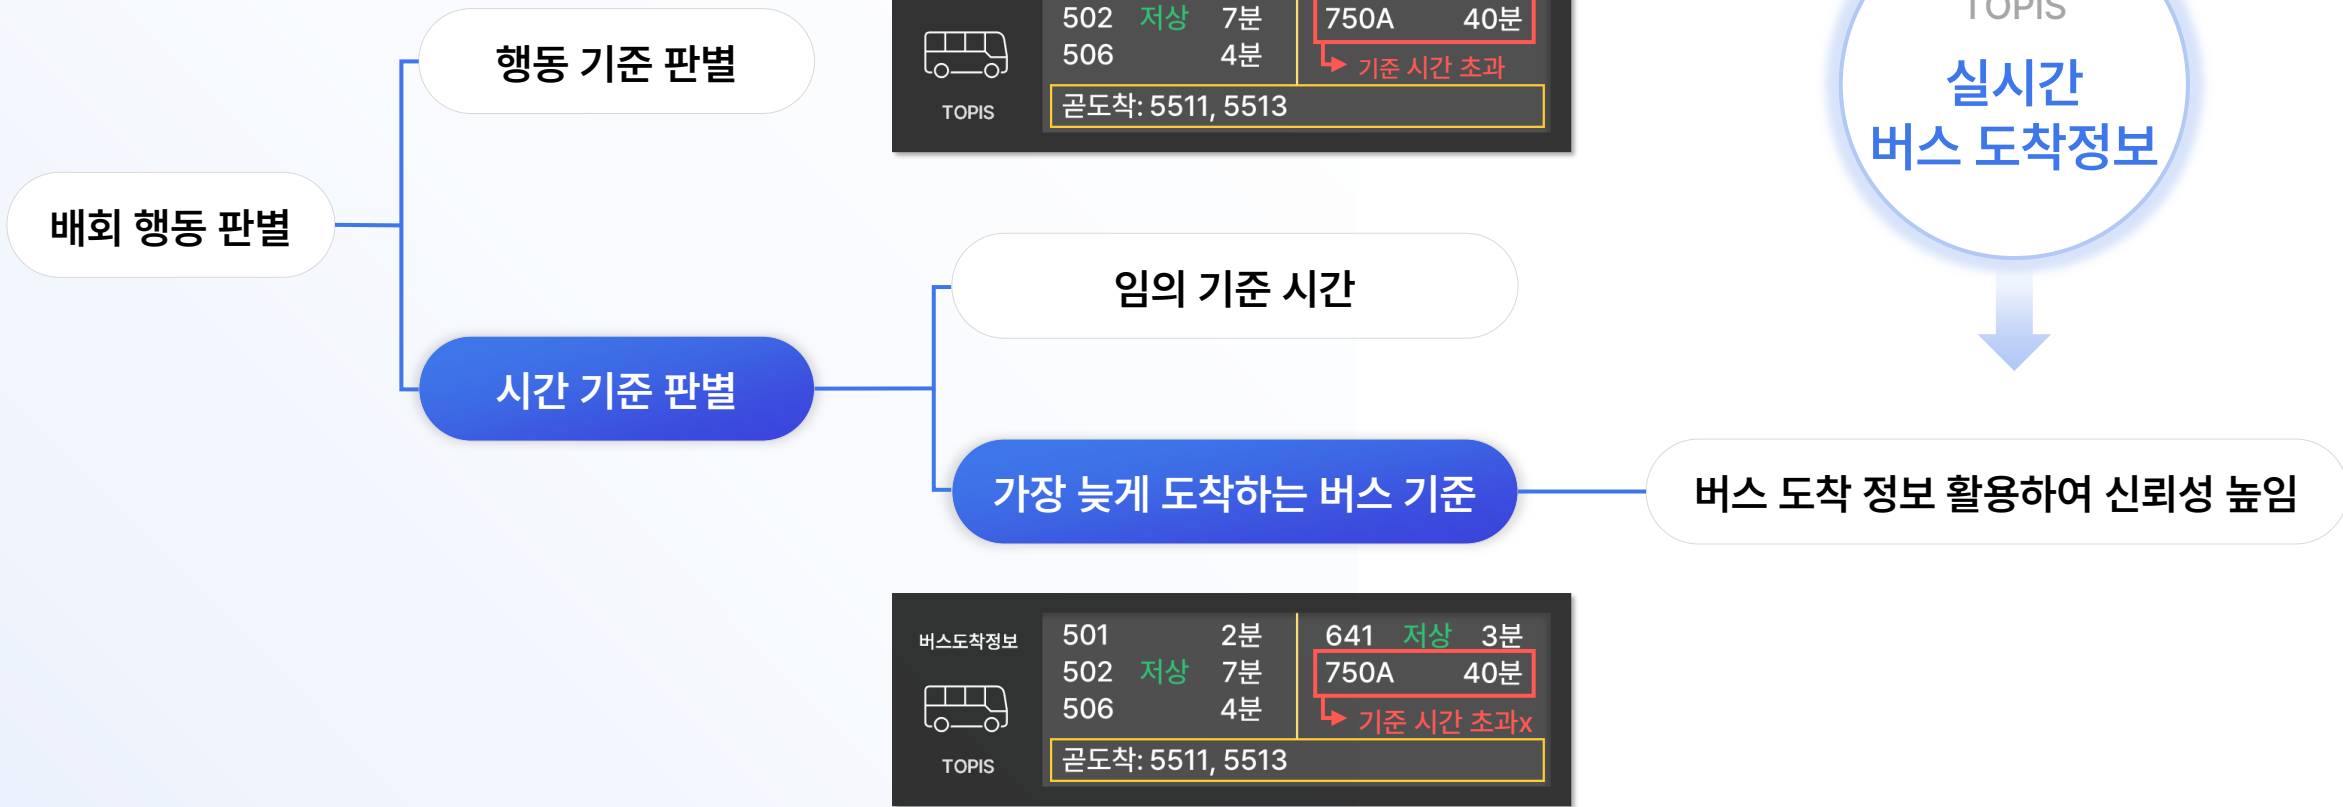 502 저상 7분 750A 40분
506 4분
기준 시간 초과
곧도착: 5511, 5513
TOPIS
TOPIS
실시간
버스 도착정보
행동 기준 판별
배회 행동 판별
시간 기준 판별
임의 기준 시간
가장 늦게 도착하는 버스 기준
버스 도착 정보 활용하여 신뢰성 높임
버스도착정보
501 2분 641 저상 3분
502 저상 7분 750A 40분
506 4분
기준 시간 초과x
곧도착: 5511, 5513
TOPIS